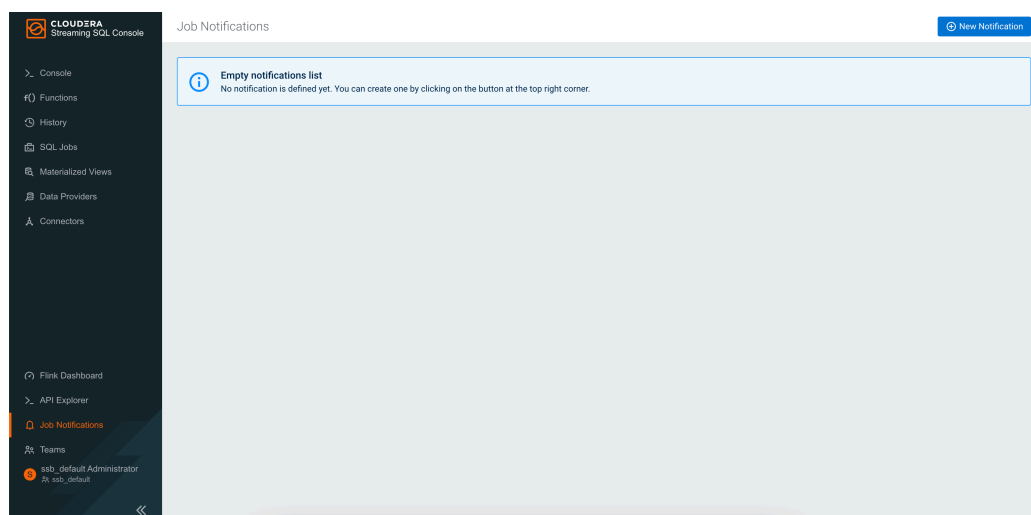 CLOUDERA
Streaming SQL Console
Job Notifications
New Notification
Empty notifications list
No notification is defined yet. You can create one by clicking on the button at the top right corner.
>_ Console
f() Functions
History
SQL Jobs
Materialized Views
Data Providers
Connectors
Flink Dashboard
>_ API Explorer
Job Notifications
Teams
S
ssb_default Administrator
ssb_default